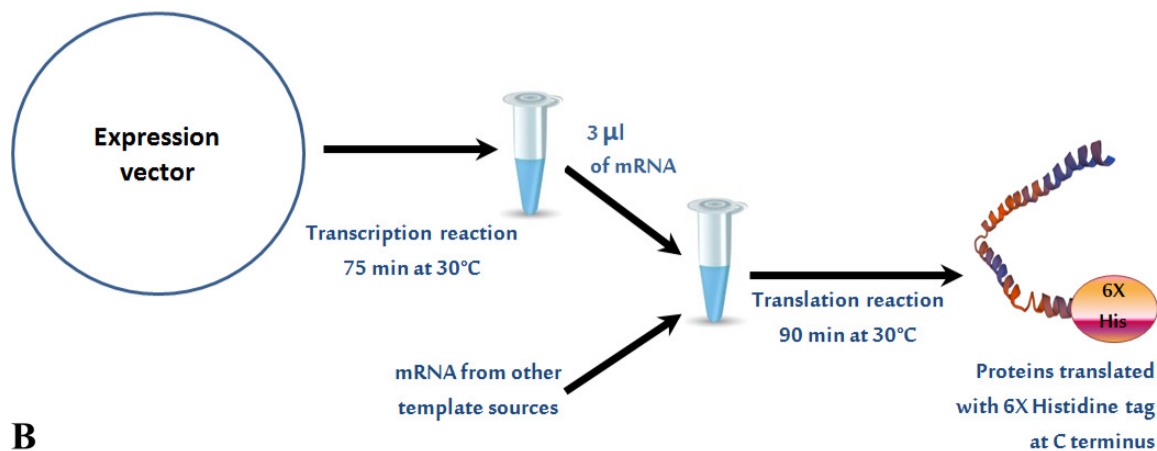 Expression
vector
Transcription reaction
75 min at 30°C
3 µl
of mRNA
mRNA from other
template sources
Translation reaction
90 min at 30°C
6X
His
Proteins translated
with 6X Histidine tag
at C terminus
B